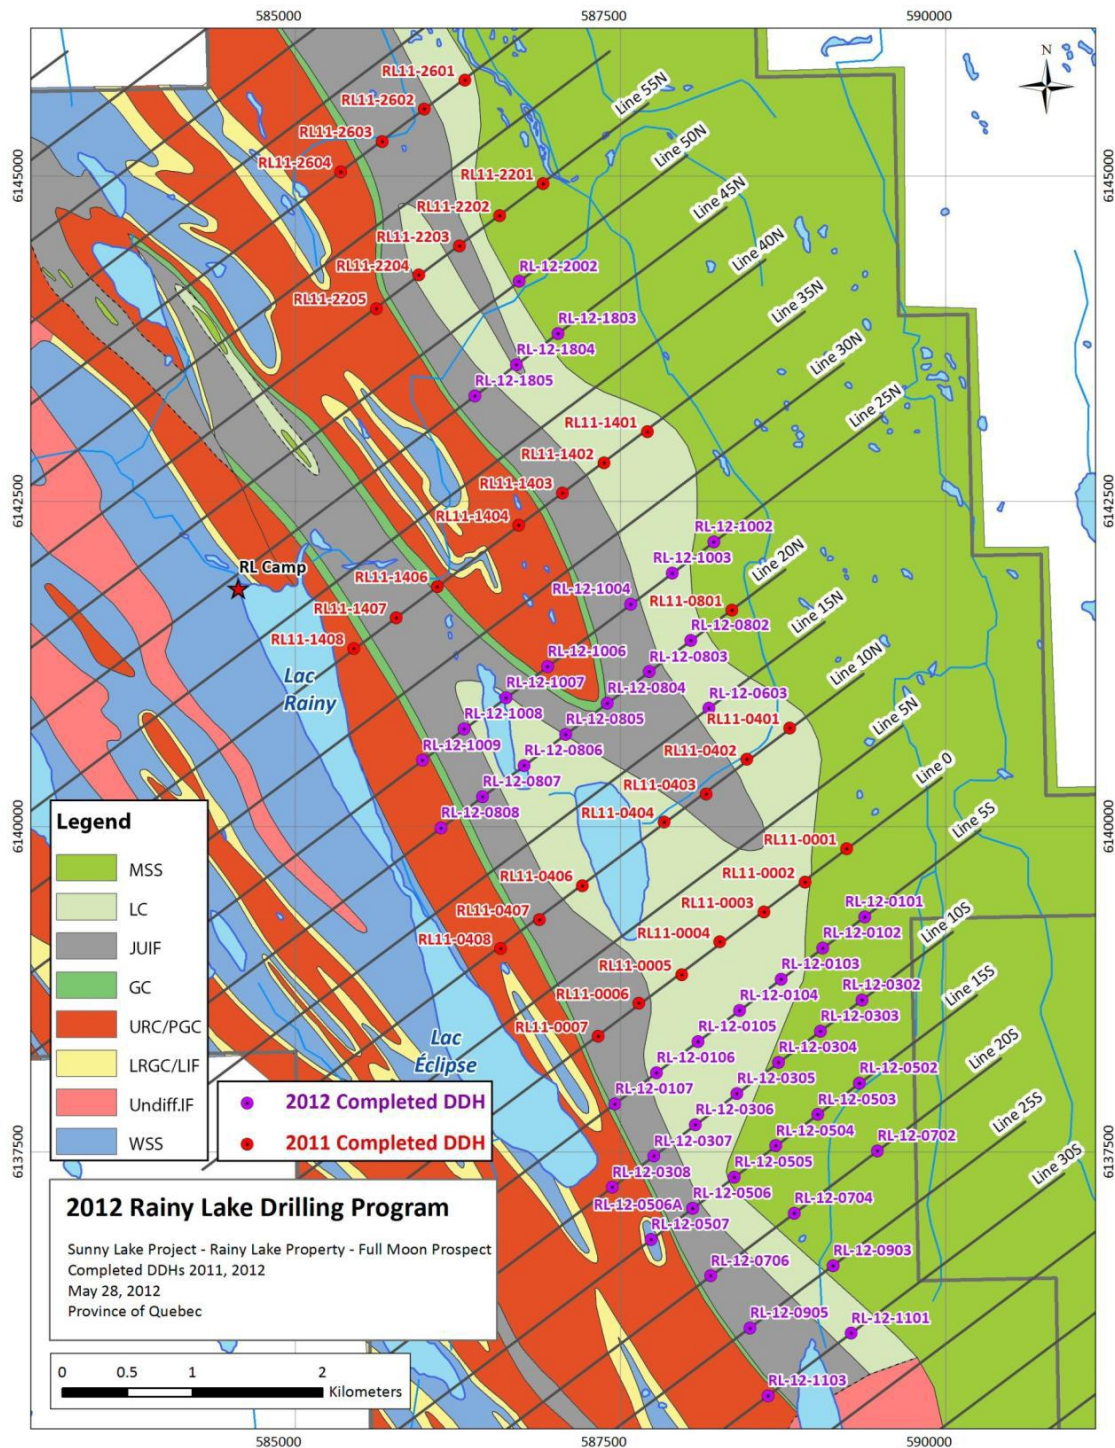 585000 587500 590000
N
RL11-2601
RL11-2602
Line 55N
RL11-2603
Line 50N
RL11-2604
RL11-2201
6145000 6145000
Line 45N
RL11-2202
RL11-2203
Line 40N
RL11-2204
RL-12-2002
RL11-2205
Line 35N
RL-12-1803
Line 30N
RL-12-1804
RL-12-1805
Line 25N
RL11-1401
RL11-1402
RL11-1403
6142500 6142500
RL11-1404
RL-12-1002
RL-12-1003
Line 20N
RL Camp
RL11-1406
RL-12-1004
RL11-0801
Line 15N
RL11-1407
RL-12-0802
RL11-1408
RL-12-1006
RL-12-0803
Line 10N
Lac
Rainy
RL-12-1007
RL-12-0804
RL-12-0603
RL-12-1008
RL-12-0805
RL11-0401
Line 5N
RL-12-1009
RL-12-0806
RL11-0402
RL-12-0807
RL11-0403
Line 0
RL-12-0808
RL11-0404
6140000 6140000
Line 5S
RL11-0001
RL11-0406
RL11-0002
RL11-0407
RL11-0003
RL-12-0101
Line 10S
RL11-0408
RL11-0004
RL-12-0102
RL11-0005
RL-12-0103
RL-12-0302
Line 15S
RL11-0006
RL-12-0104
RL-12-0303
RL11-0007
RL-12-0105
RL-12-0304
Line 20S
Lac
Éclipse
RL-12-0106
RL-12-0305
RL-12-0502
RL-12-0107
RL-12-0306
RL-12-0503
Line 25S
RL-12-0307
RL-12-0504
RL-12-0702
6137500 6137500
RL-12-0308
RL-12-0505
Line 30S
RL-12-0506A
RL-12-0506
RL-12-0704
RL-12-0507
RL-12-0706
RL-12-0903
RL-12-0905
RL-12-1101
RL-12-1103
Legend
MSS
LC
JUIF
GC
URC/PGC
LRGC/LIF
Undiff.IF
WSS
2012 Completed DDH
2011 Completed DDH
2012 Rainy Lake Drilling Program
Sunny Lake Project - Rainy Lake Property - Full Moon Prospect
Completed DDHs 2011, 2012
May 28, 2012
Province of Quebec
0 0.5 1 2
Kilometers
585000 587500 590000